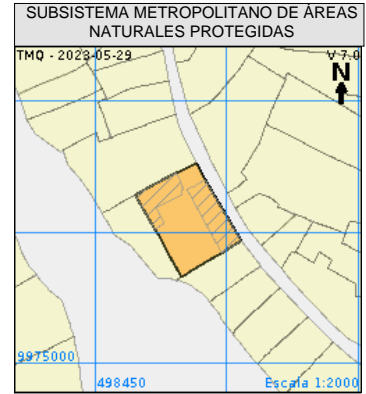 SUBSISTEMA METROPOLITANO DE ÁREAS
NATURALES PROTEGIDAS
TMQ - 2023-05-29
V 7.0
N
9975000
498450
Escala 1:2000